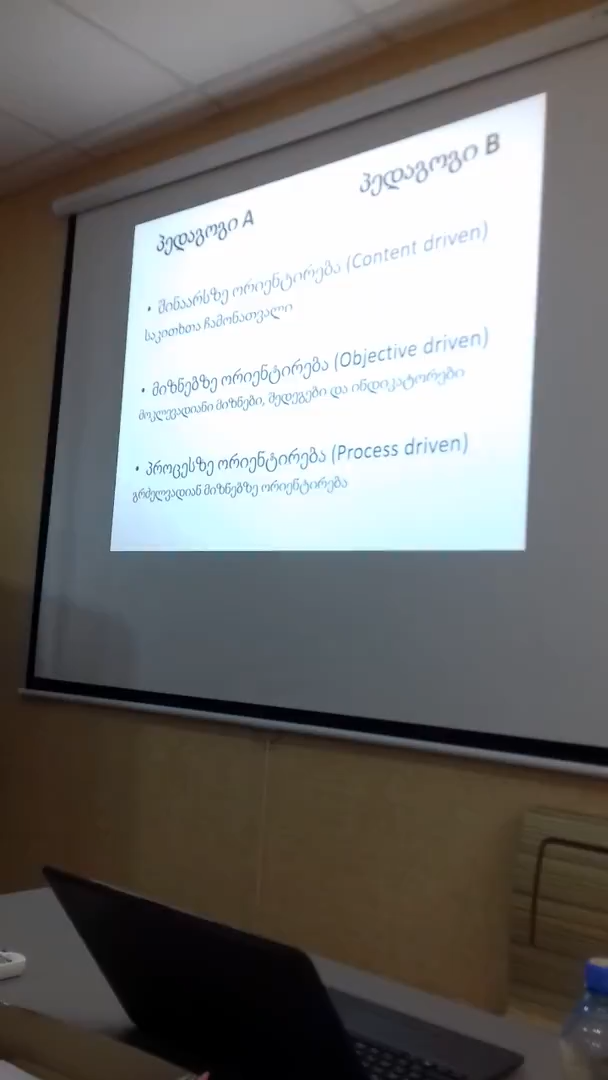 პედაგოგი A
პედაგოგი B
• შინაარსზე ორიენტირება (Content driven)
საკითხთა ჩამონათვალი
• მიზნებზე ორიენტირება (Objective driven)
მოკლევადიანი მიზნები, შედეგები და ინდიკატორები
• პროცესზე ორიენტირება (Process driven)
გრძელვადიან მიზნებზე ორიენტირება